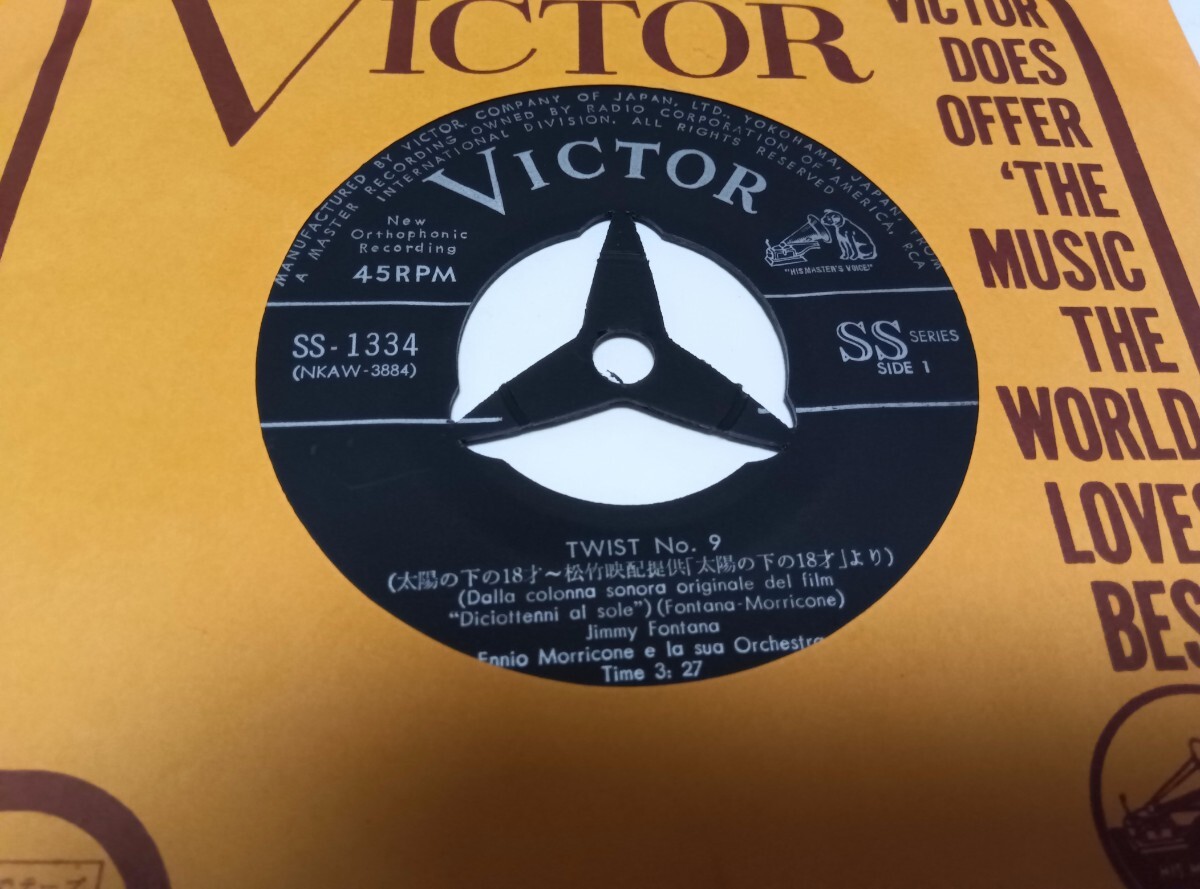 VICTOR
VICTOR
DOES
OFFER
'THE
MUSIC
THE
WORLD
LOVES
BES
MANUFACTURED BY VICTOR COMPANY OF JAPAN, LTD., YOKOHAMA, JAPAN, FROM
A MASTER RECORDING OWNED BY RADIO CORPORATION OF AMERICA, RCA
INTERNATIONAL DIVISION. ALL RIGHTS RESERVED
VICTOR
New
Orthophonic
Recording
45RPM
"HIS MASTER'S VOICE"
SS-1334
(NKAW-3884)
SS SERIES
SIDE 1
TWIST No. 9
(太陽の下の18才～松竹映配提供「太陽の下の18才」より)
(Dalla colonna sonora originale del film
"Diciottenni al sole") (Fontana-Morricone)
Jimmy Fontana
Ennio Morricone e la sua Orchestra
Time 3: 27
HIS M